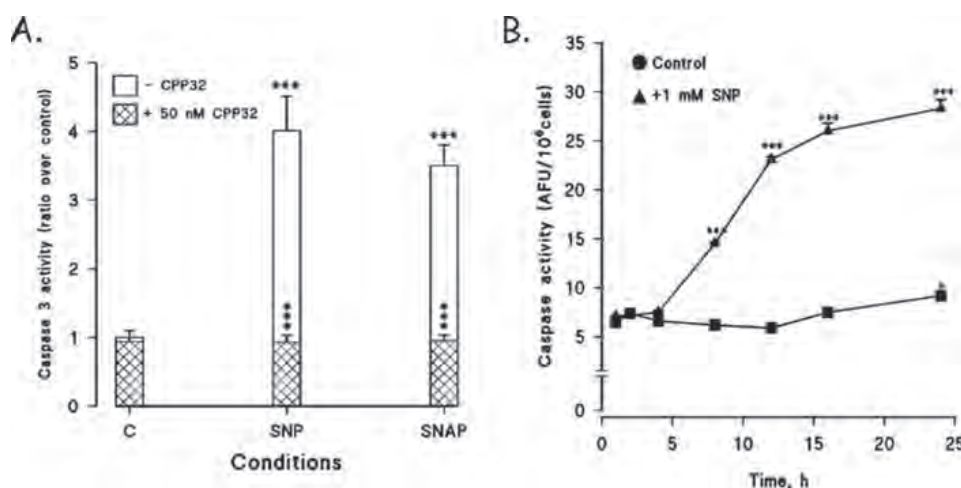 A.
Caspase 3 activity (ratio over control)
5
4
3
2
1
0
- CPP32
+ 50 nM CPP32
***
***
***
***
C
SNP
SNAP
Conditions
B.
Caspase activity (AFU/10⁶cells)
35
30
25
20
15
10
5
0
Control
+1 mM SNP
***
***
***
***
*
0
5
10
15
20
25
Time, h